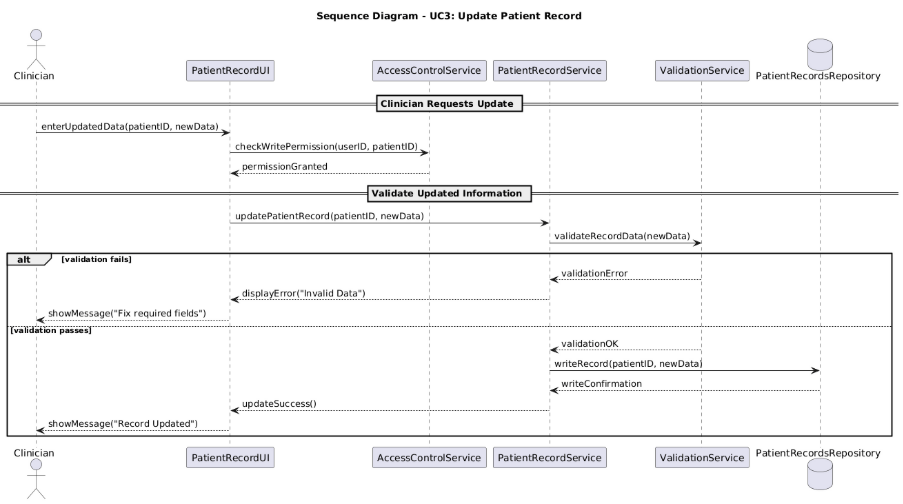 Sequence Diagram - UC3: Update Patient Record
Clinician
PatientRecordUI
AccessControlService
PatientRecordService
ValidationService
PatientRecordsRepository
Clinician Requests Update
enterUpdatedData(patientID, newData)
checkWritePermission(userID, patientID)
permissionGranted
Validate Updated Information
updatePatientRecord(patientID, newData)
validateRecordData(newData)
alt
[validation fails]
validationError
displayError("Invalid Data")
showMessage("Fix required fields")
[validation passes]
validationOK
writeRecord(patientID, newData)
writeConfirmation
updateSuccess()
showMessage("Record Updated")
Clinician
PatientRecordUI
AccessControlService
PatientRecordService
ValidationService
PatientRecordsRepository